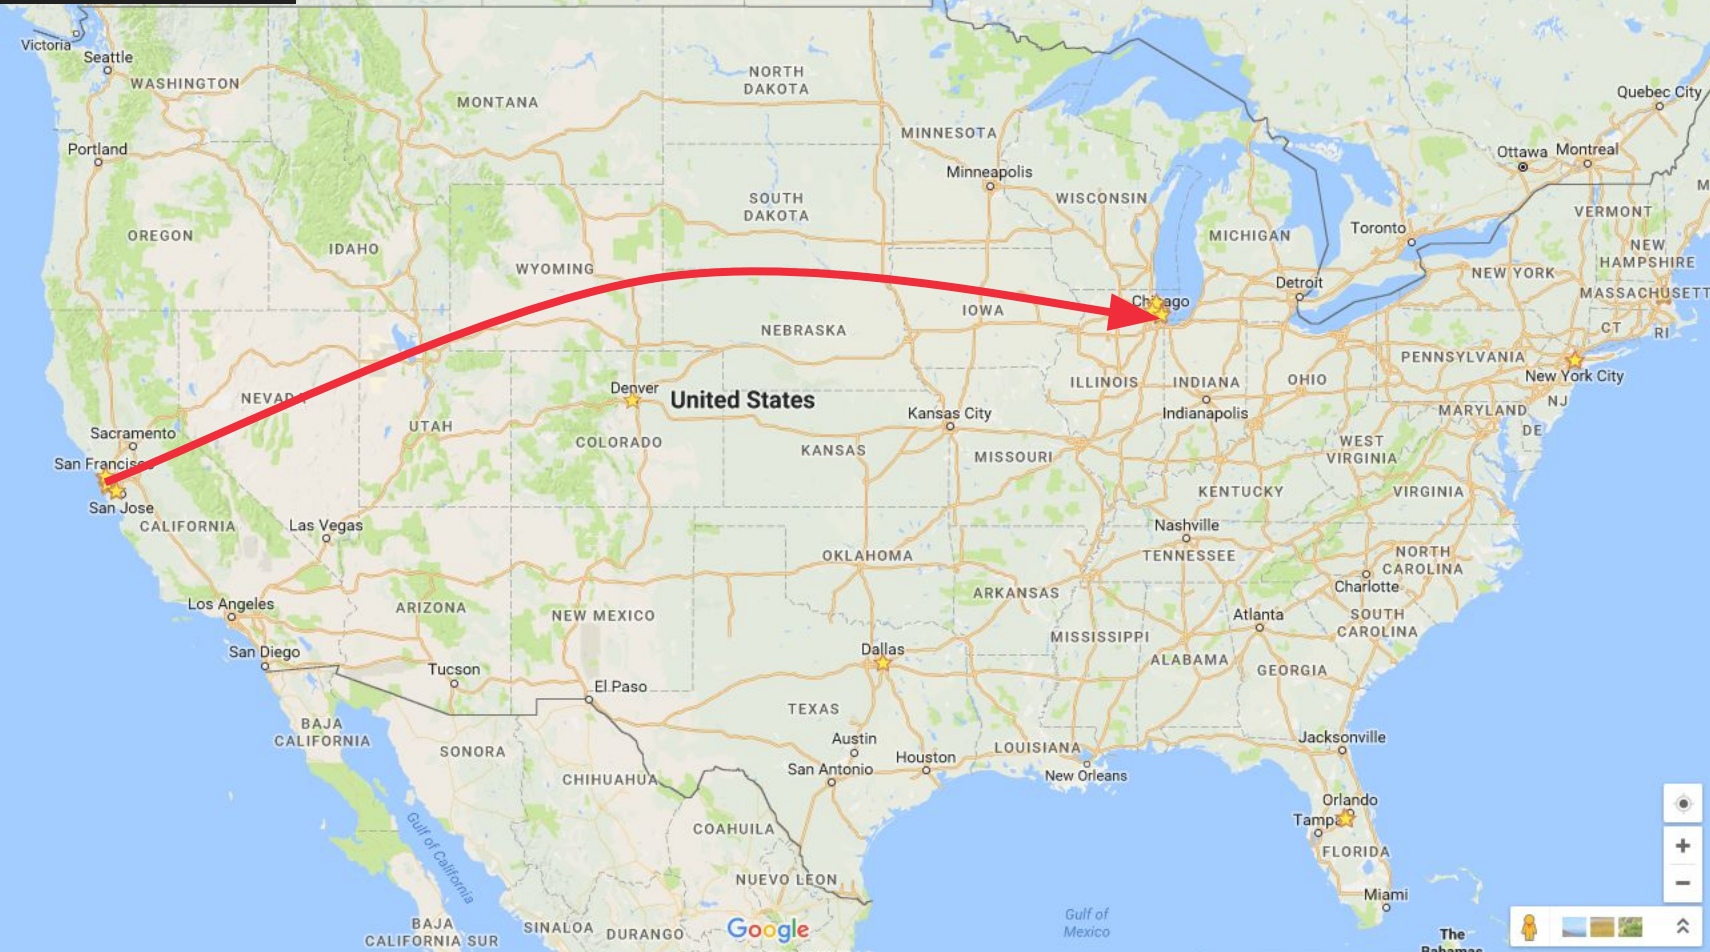 Victoria
Seattle
WASHINGTON
MONTANA
NORTH
DAKOTA
MINNESOTA
Quebec City
Portland
Ottawa
Montreal
Minneapolis
WISCONSIN
SOUTH
DAKOTA
VERMONT
OREGON
IDAHO
MICHIGAN
Toronto
NEW
HAMPSHIRE
WYOMING
NEW YORK
Detroit
MASSACHUSETT
Chicago
IOWA
NEBRASKA
CT
RI
PENNSYLVANIA
New York City
NEVADA
Denver
United States
ILLINOIS
INDIANA
OHIO
NJ
MARYLAND
Kansas City
Indianapolis
UTAH
COLORADO
Sacramento
KANSAS
MISSOURI
WEST
VIRGINIA
DE
San Francisco
KENTUCKY
VIRGINIA
San Jose
CALIFORNIA
Las Vegas
Nashville
TENNESSEE
OKLAHOMA
NORTH
CAROLINA
Charlotte
ARKANSAS
Los Angeles
ARIZONA
NEW MEXICO
Atlanta
SOUTH
CAROLINA
MISSISSIPPI
San Diego
Dallas
Tucson
ALABAMA
GEORGIA
El Paso
TEXAS
BAJA
CALIFORNIA
SONORA
Austin
Houston
LOUISIANA
Jacksonville
San Antonio
New Orleans
CHIHUAHUA
Orlando
Tampa
COAHUILA
Gulf of California
FLORIDA
NUEVO LEON
Miami
BAJA
CALIFORNIA SUR
SINALOA
DURANGO
Google
Gulf of
Mexico
The
Bahamas